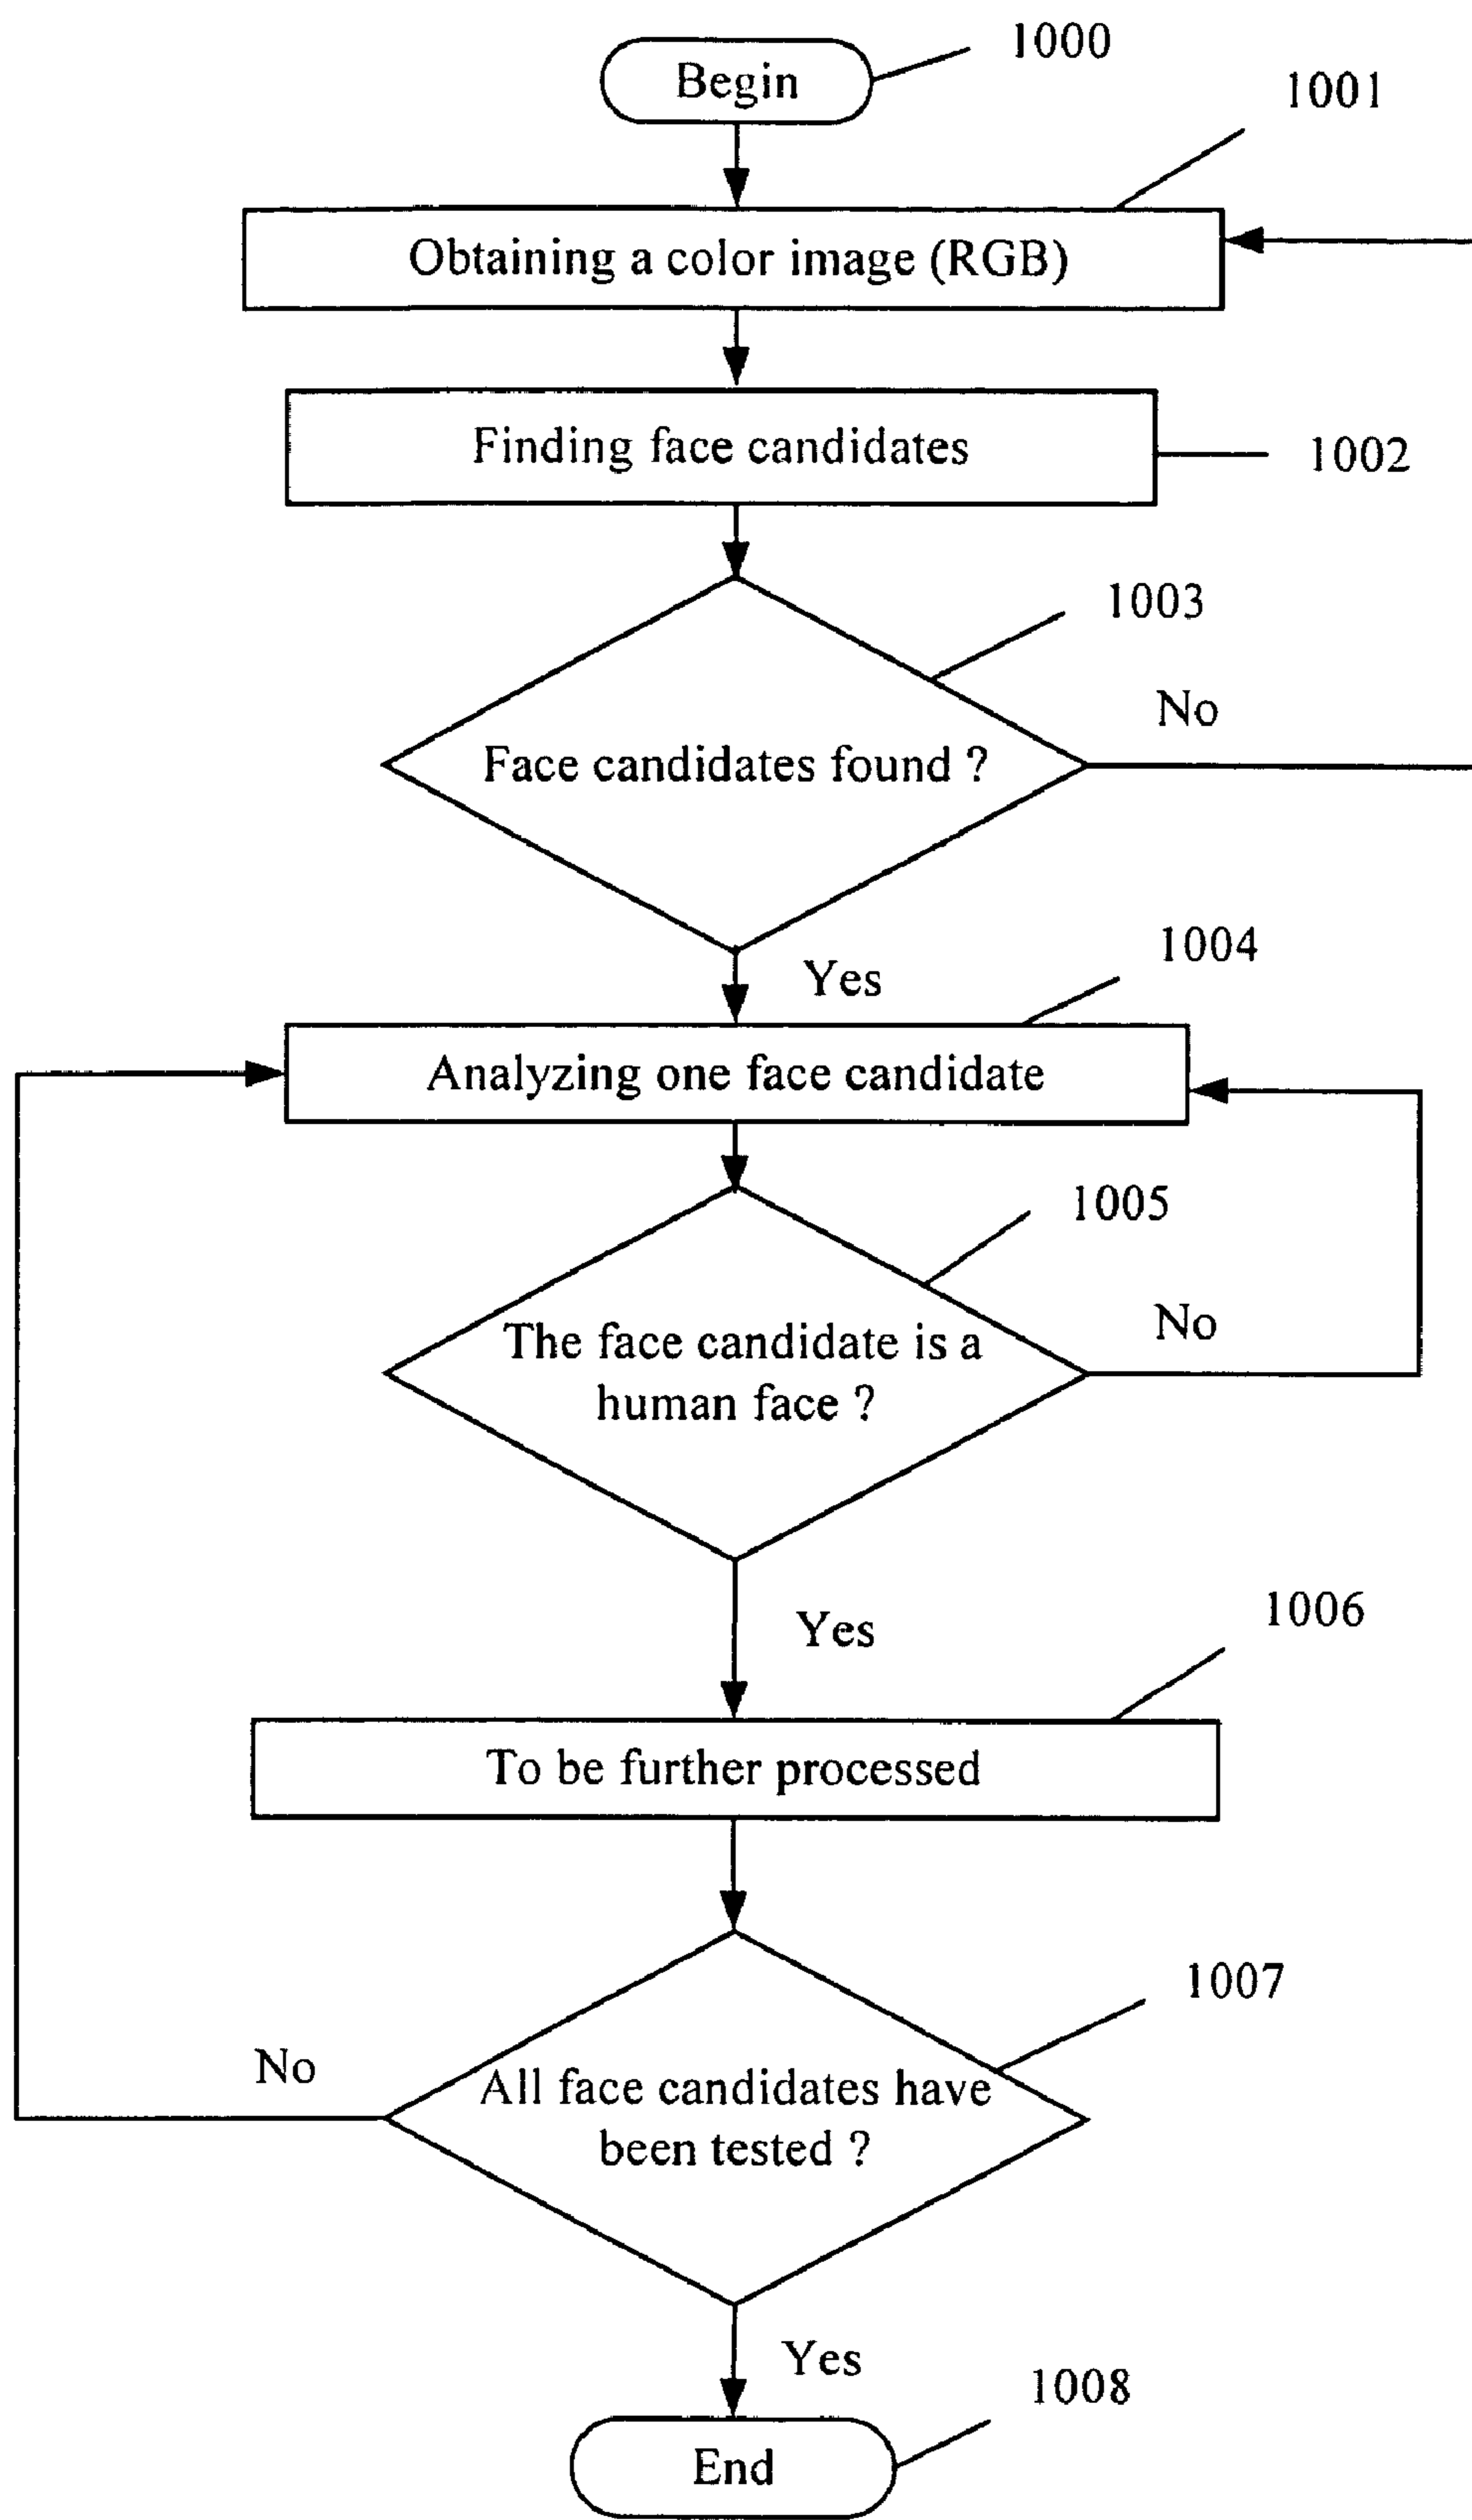 Begin
1000
1001
Obtaining a color image (RGB)
Finding face candidates
1002
1003
Face candidates found ?
No
Yes
1004
Analyzing one face candidate
1005
The face candidate is a
human face ?
No
Yes
1006
To be further processed
1007
All face candidates have
been tested ?
No
Yes
1008
End